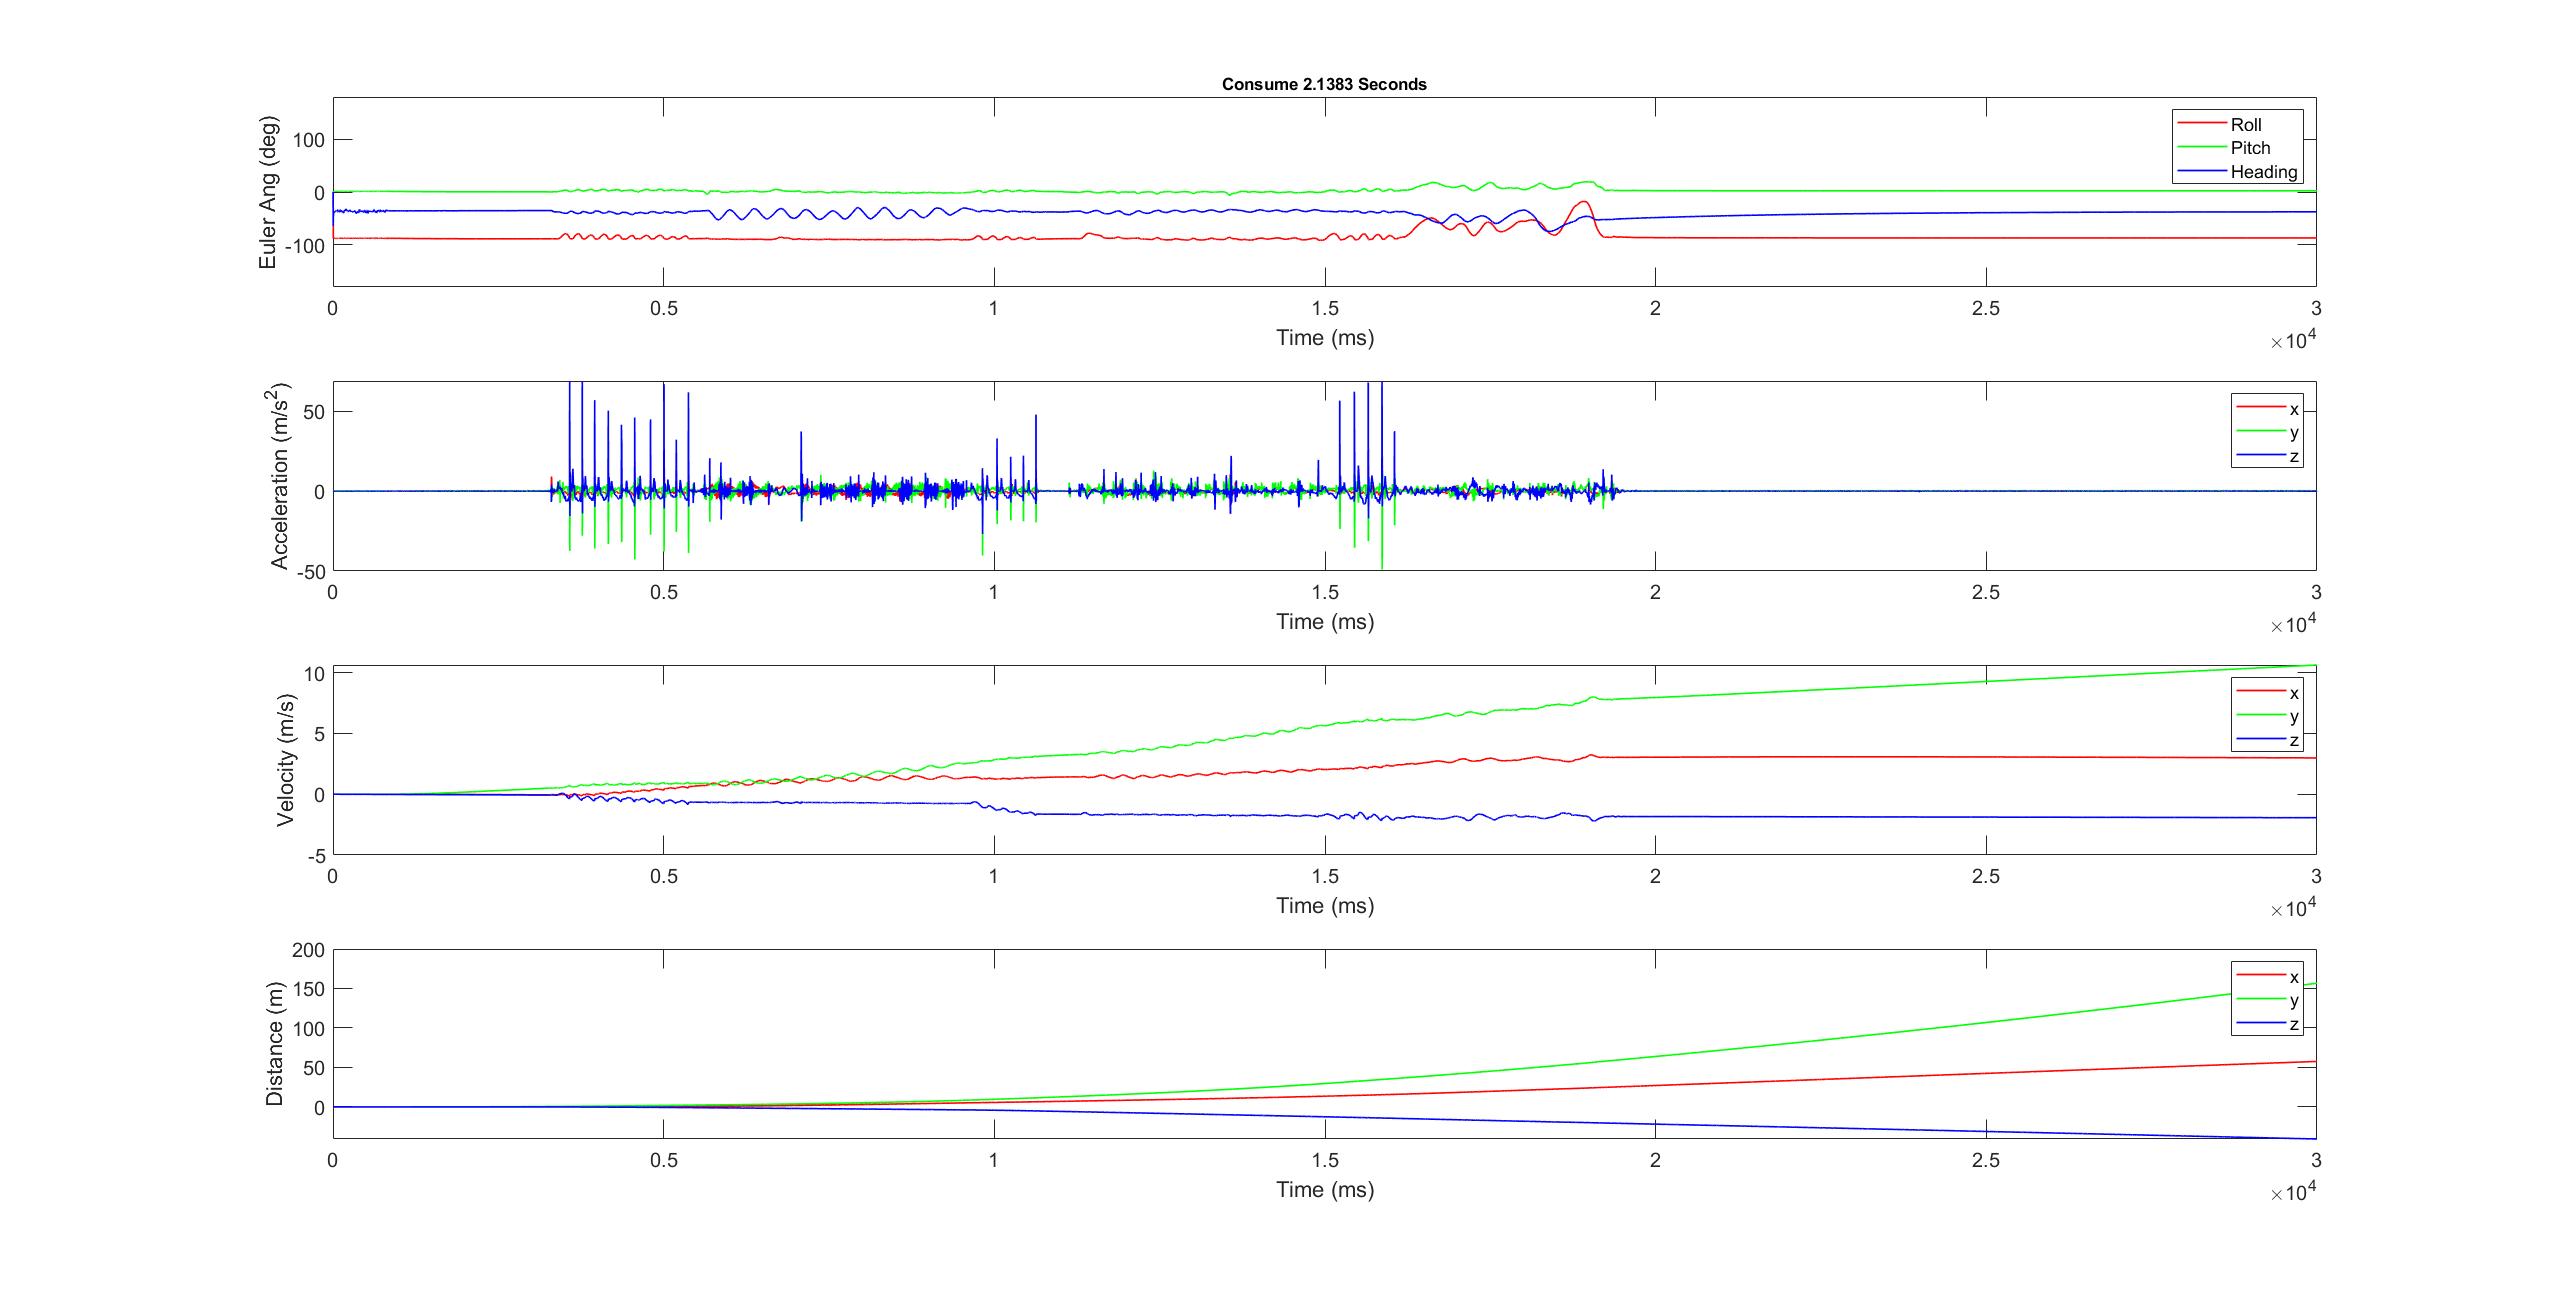 Consume 2.1383 Seconds
Euler Ang (deg)
100
0
-100
Roll
Pitch
Heading
0 0.5 1 1.5 2 2.5 3
Time (ms)
×10^4
Acceleration (m/s^2)
50
0
-50
x
y
z
0 0.5 1 1.5 2 2.5 3
Time (ms)
×10^4
Velocity (m/s)
10
5
0
-5
x
y
z
0 0.5 1 1.5 2 2.5 3
Time (ms)
×10^4
Distance (m)
200
150
100
50
0
x
y
z
0 0.5 1 1.5 2 2.5 3
Time (ms)
×10^4